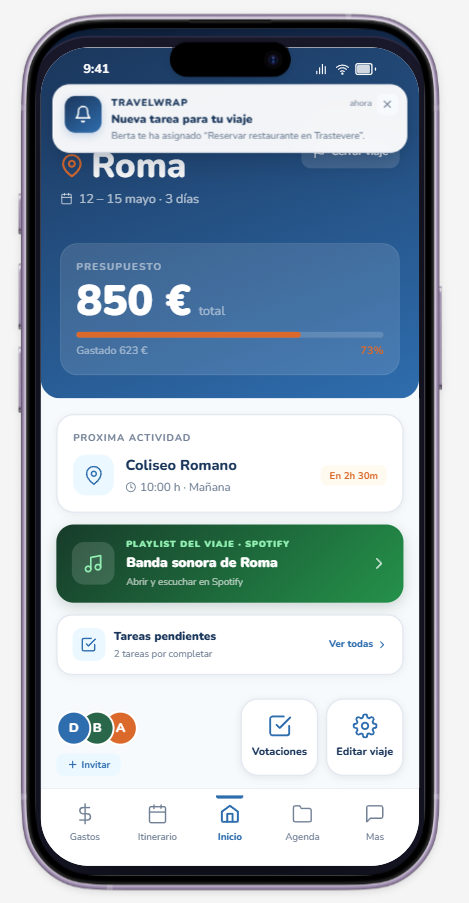 9:41
TRAVELWRAP
ahora
Nueva tarea para tu viaje
Berta te ha asignado “Reservar restaurante en Trastevere”.
Cerrar viaje
Roma
12 – 15 mayo · 3 días
PRESUPUESTO
850 € total
Gastado 623 €
73%
PROXIMA ACTIVIDAD
Coliseo Romano
10:00 h · Mañana
En 2h 30m
PLAYLIST DEL VIAJE · SPOTIFY
Banda sonora de Roma
Abrir y escuchar en Spotify
Tareas pendientes
2 tareas por completar
Ver todas
D B A
+ Invitar
Votaciones
Editar viaje
Gastos
Itinerario
Inicio
Agenda
Mas